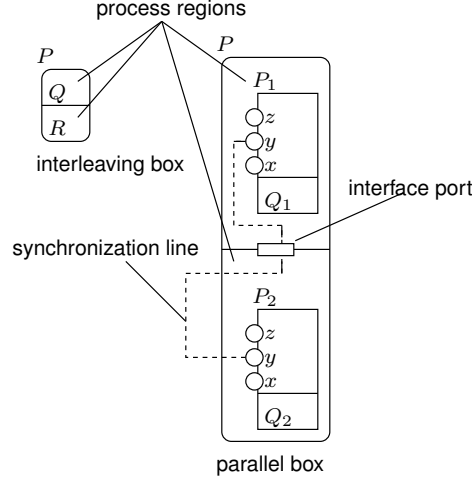 process regions
P
P
Q
R
P1
z
y
x
Q1
interleaving box
interface port
synchronization line
P2
z
y
x
Q2
parallel box